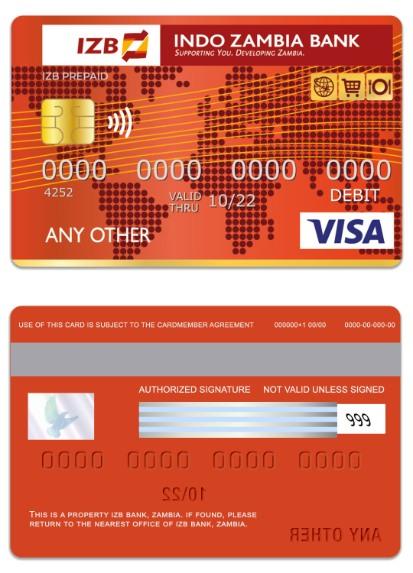 IZB
INDO ZAMBIA BANK
SUPPORTING YOU. DEVELOPING ZAMBIA.
IZB PREPAID
0000 0000 0000 0000
4252
VALID
THRU 10/22
DEBIT
ANY OTHER
VISA
USE OF THIS CARD IS SUBJECT TO THE CARDMEMBER AGREEMENT 000000+1 00/00 0000-00-000-00
AUTHORIZED SIGNATURE NOT VALID UNLESS SIGNED
999
0000 0000 0000 0000
10/22
THIS IS A PROPERTY IZB BANK, ZAMBIA. IF FOUND, PLEASE
RETURN TO THE NEAREST OFFICE OF IZB BANK, ZAMBIA.
ANY OTHER